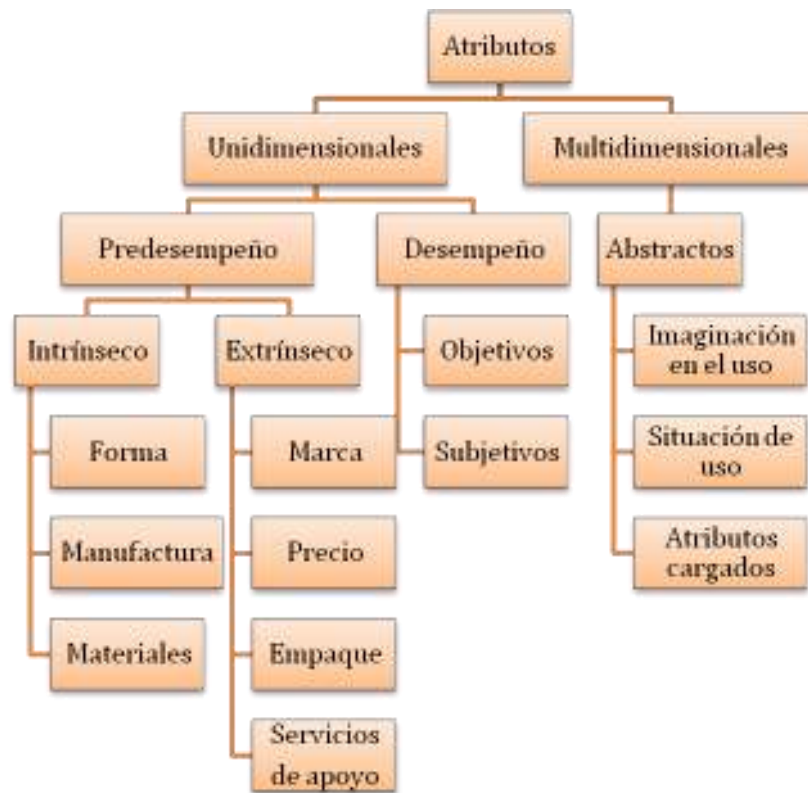 Atributos
Unidimensionales
Multidimensionales
Predesempeño
Desempeño
Abstractos
Intrínseco
Extrínseco
Objetivos
Imaginación
en el uso
Forma
Marca
Subjetivos
Situación de
uso
Manufactura
Precio
Atributos
cargados
Materiales
Empaque
Servicios
de apoyo